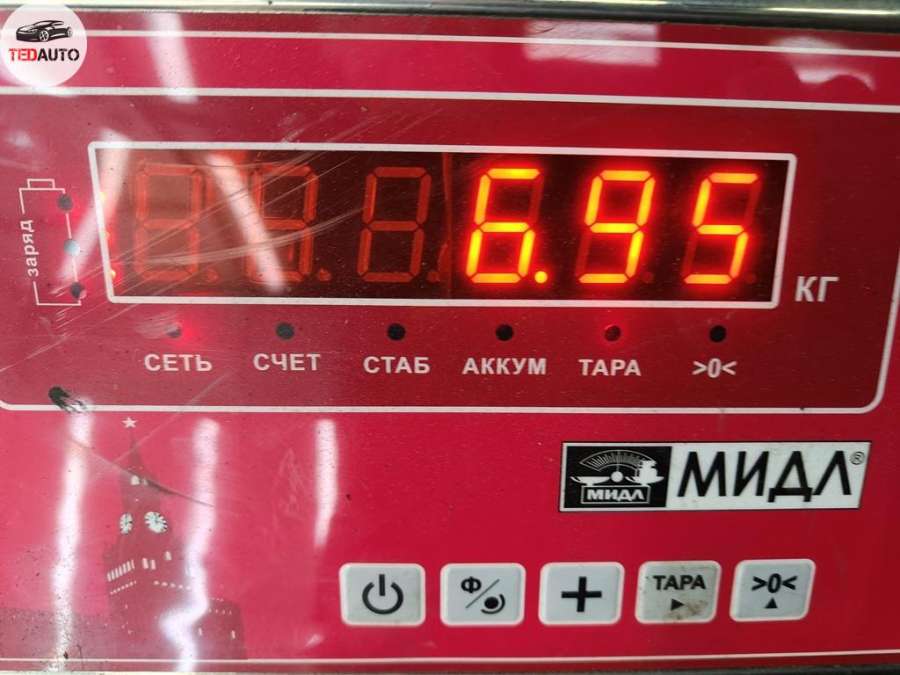 TEDAUTO
6.95
КГ
заряд
СЕТЬ СЧЕТ СТАБ АККУМ ТАРА >0<
МИДЛ МИДЛ®
Ф + ТАРА >0<